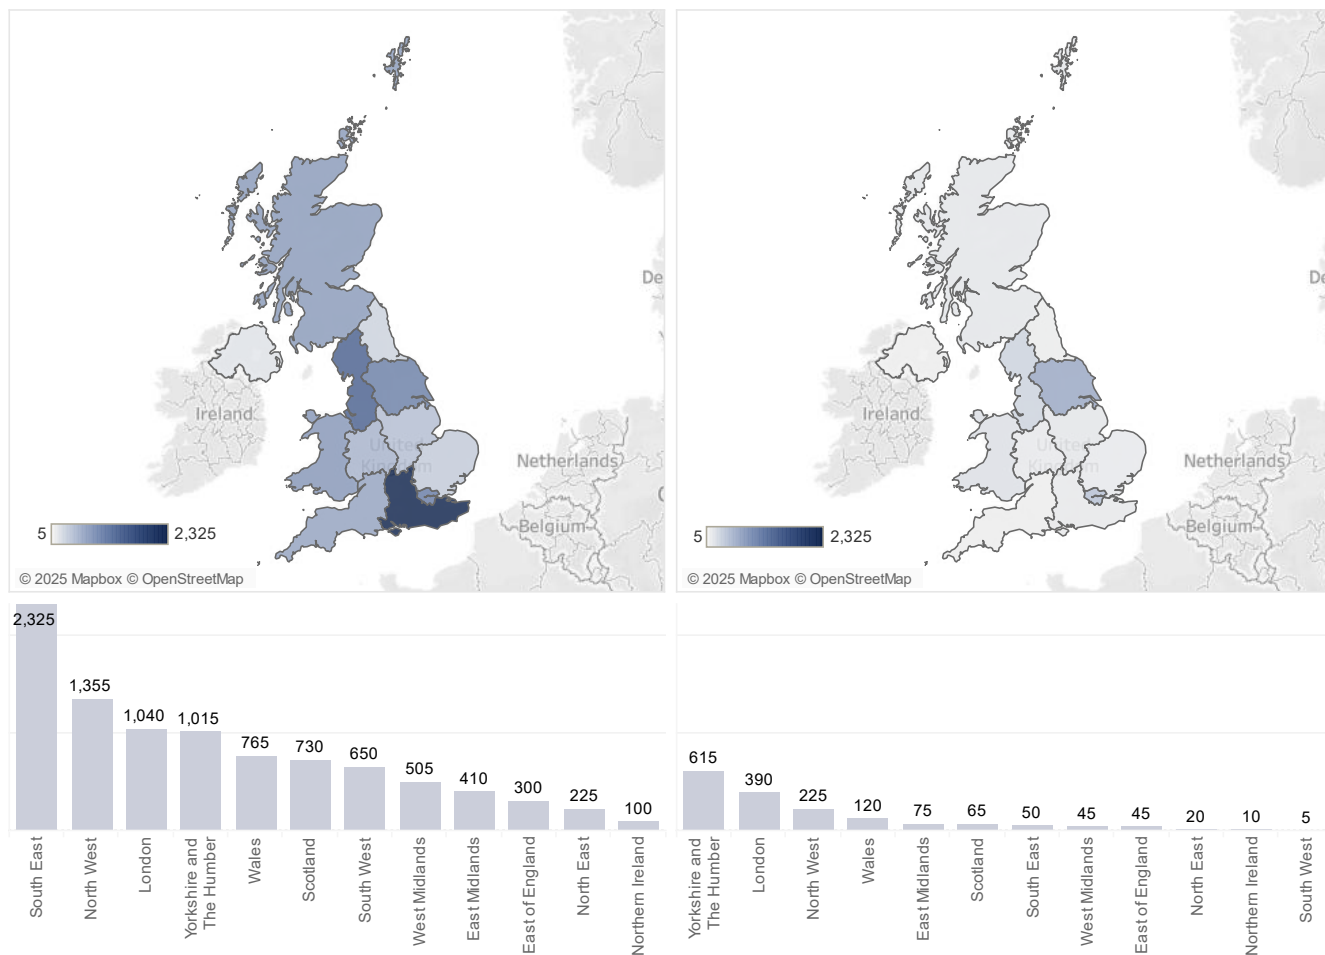 De
De
Ireland
Ireland
United
Kingdom
United
Kingdom
Netherlands
Netherlands
Belgium
Belgium
5
2,325
5
2,325
© 2025 Mapbox © OpenStreetMap
© 2025 Mapbox © OpenStreetMap
2,325
1,355
1,040
1,015
765
730
650
505
410
300
225
100
South East
North West
London
Yorkshire and
The Humber
Wales
Scotland
South West
West Midlands
East Midlands
East of England
North East
Northern Ireland
615
390
225
120
75
65
50
45
45
20
10
5
Yorkshire and
The Humber
London
North West
Wales
East Midlands
Scotland
South East
West Midlands
East of England
North East
Northern Ireland
South West